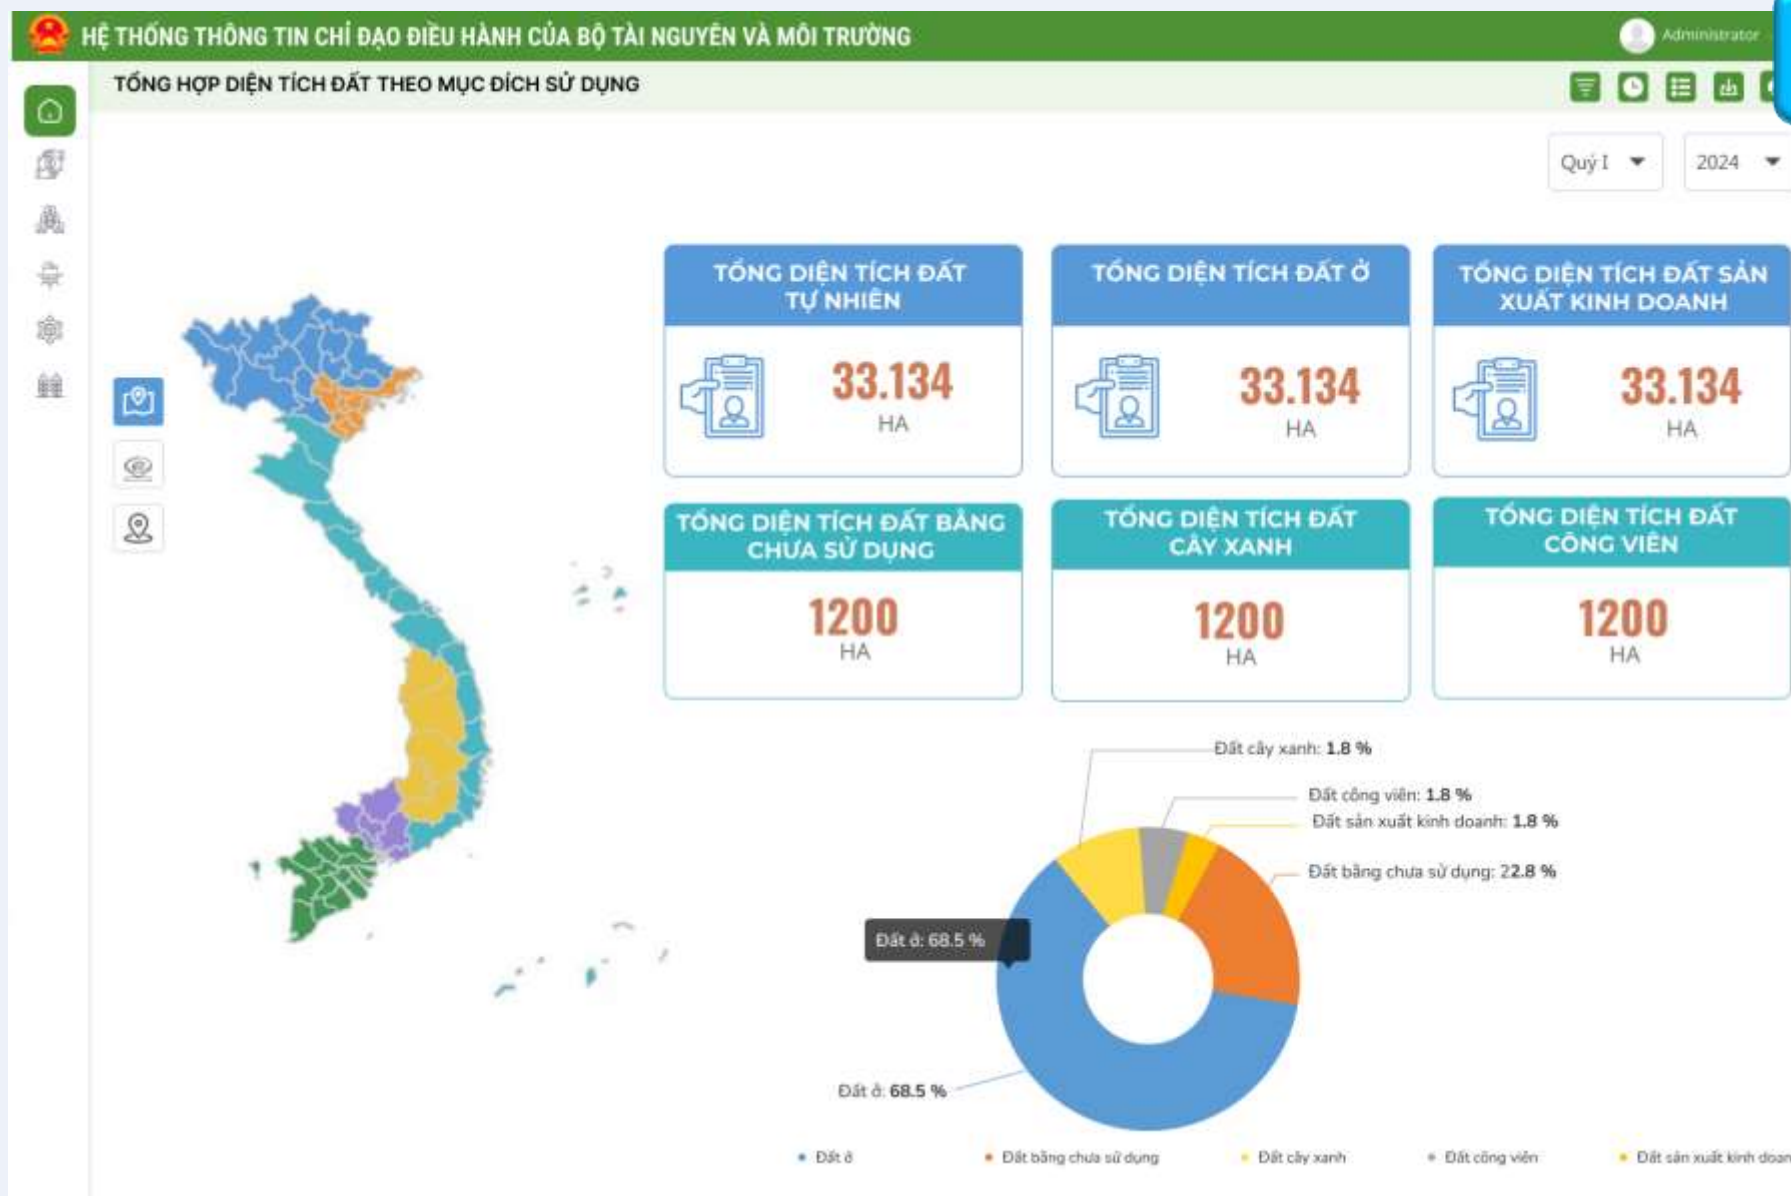 HỆ THỐNG THÔNG TIN CHỈ ĐẠO ĐIỀU HÀNH CỦA BỘ TÀI NGUYÊN VÀ MÔI TRƯỜNG
Administrator
TỔNG HỢP DIỆN TÍCH ĐẤT THEO MỤC ĐÍCH SỬ DỤNG
Quý I
2024
TỔNG DIỆN TÍCH ĐẤT
TỰ NHIÊN
33.134
HA
TỔNG DIỆN TÍCH ĐẤT Ở
33.134
HA
TỔNG DIỆN TÍCH ĐẤT SẢN
XUẤT KINH DOANH
33.134
HA
TỔNG DIỆN TÍCH ĐẤT BẰNG
CHƯA SỬ DỤNG
1200
HA
TỔNG DIỆN TÍCH ĐẤT
CÂY XANH
1200
HA
TỔNG DIỆN TÍCH ĐẤT
CÔNG VIÊN
1200
HA
Đất cây xanh: 1.8 %
Đất công viên: 1.8 %
Đất sản xuất kinh doanh: 1.8 %
Đất bằng chưa sử dụng: 22.8 %
Đất ở: 68.5 %
Đất ở: 68.5 %
Đất ở
Đất bằng chưa sử dụng
Đất cây xanh
Đất công viên
Đất sản xuất kinh doan